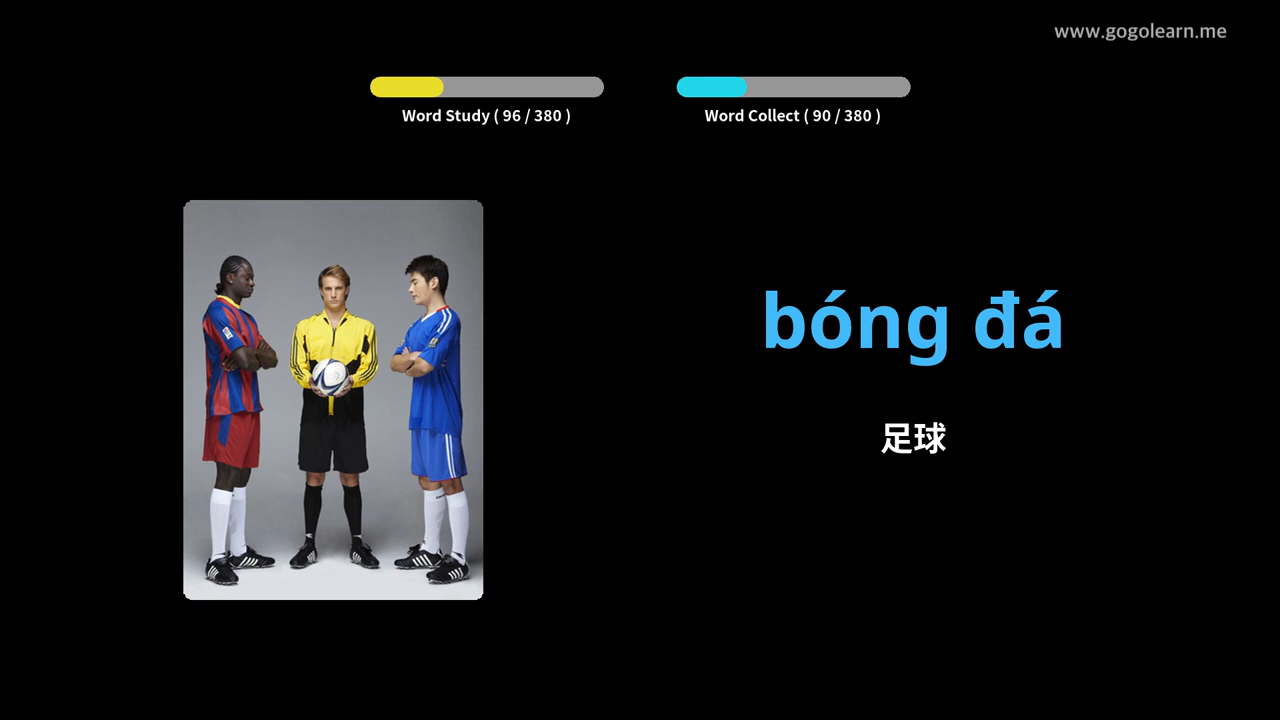 www.gogolearn.me
Word Study ( 96 / 380 )
Word Collect ( 90 / 380 )
bóng đá
足球